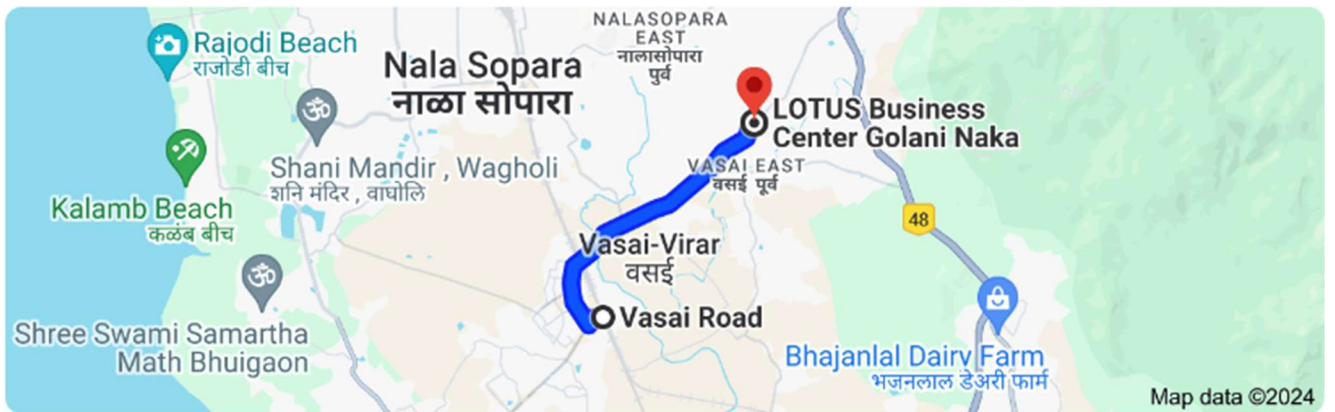 Rajodi Beach
राजोडी बीच
Nala Sopara
नाळा सोपारा
NALASOPARA
EAST
नालासोपारा
पुर्व
LOTUS Business
Center Golani Naka
Shani Mandir , Wagholi
शनि मंदिर , वाघोलि
VASAI EAST
वसई पूर्व
Kalamb Beach
कळंब बीच
48
Vasai-Virar
वसई
Shree Swami Samartha
Math Bhuigaon
Vasai Road
Bhajanlal Dairy Farm
भजनलाल डेअरी फार्म
Map data ©2024